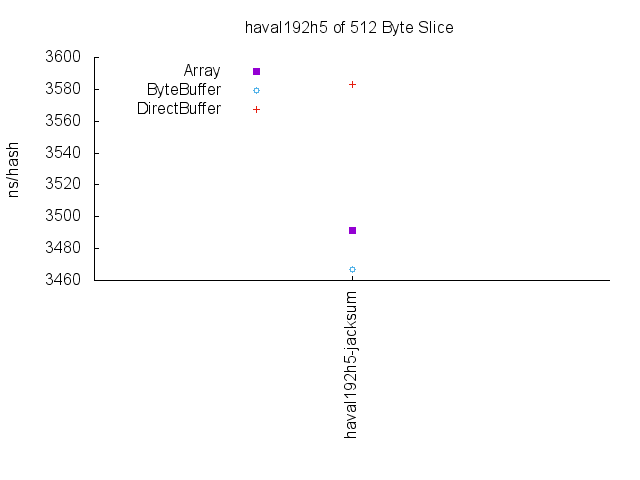 haval192h5 of 512 Byte Slice
3600
3580
3560
3540
3520
3500
3480
3460
ns/hash
Array
ByteBuffer
DirectBuffer
haval192h5-jacksum